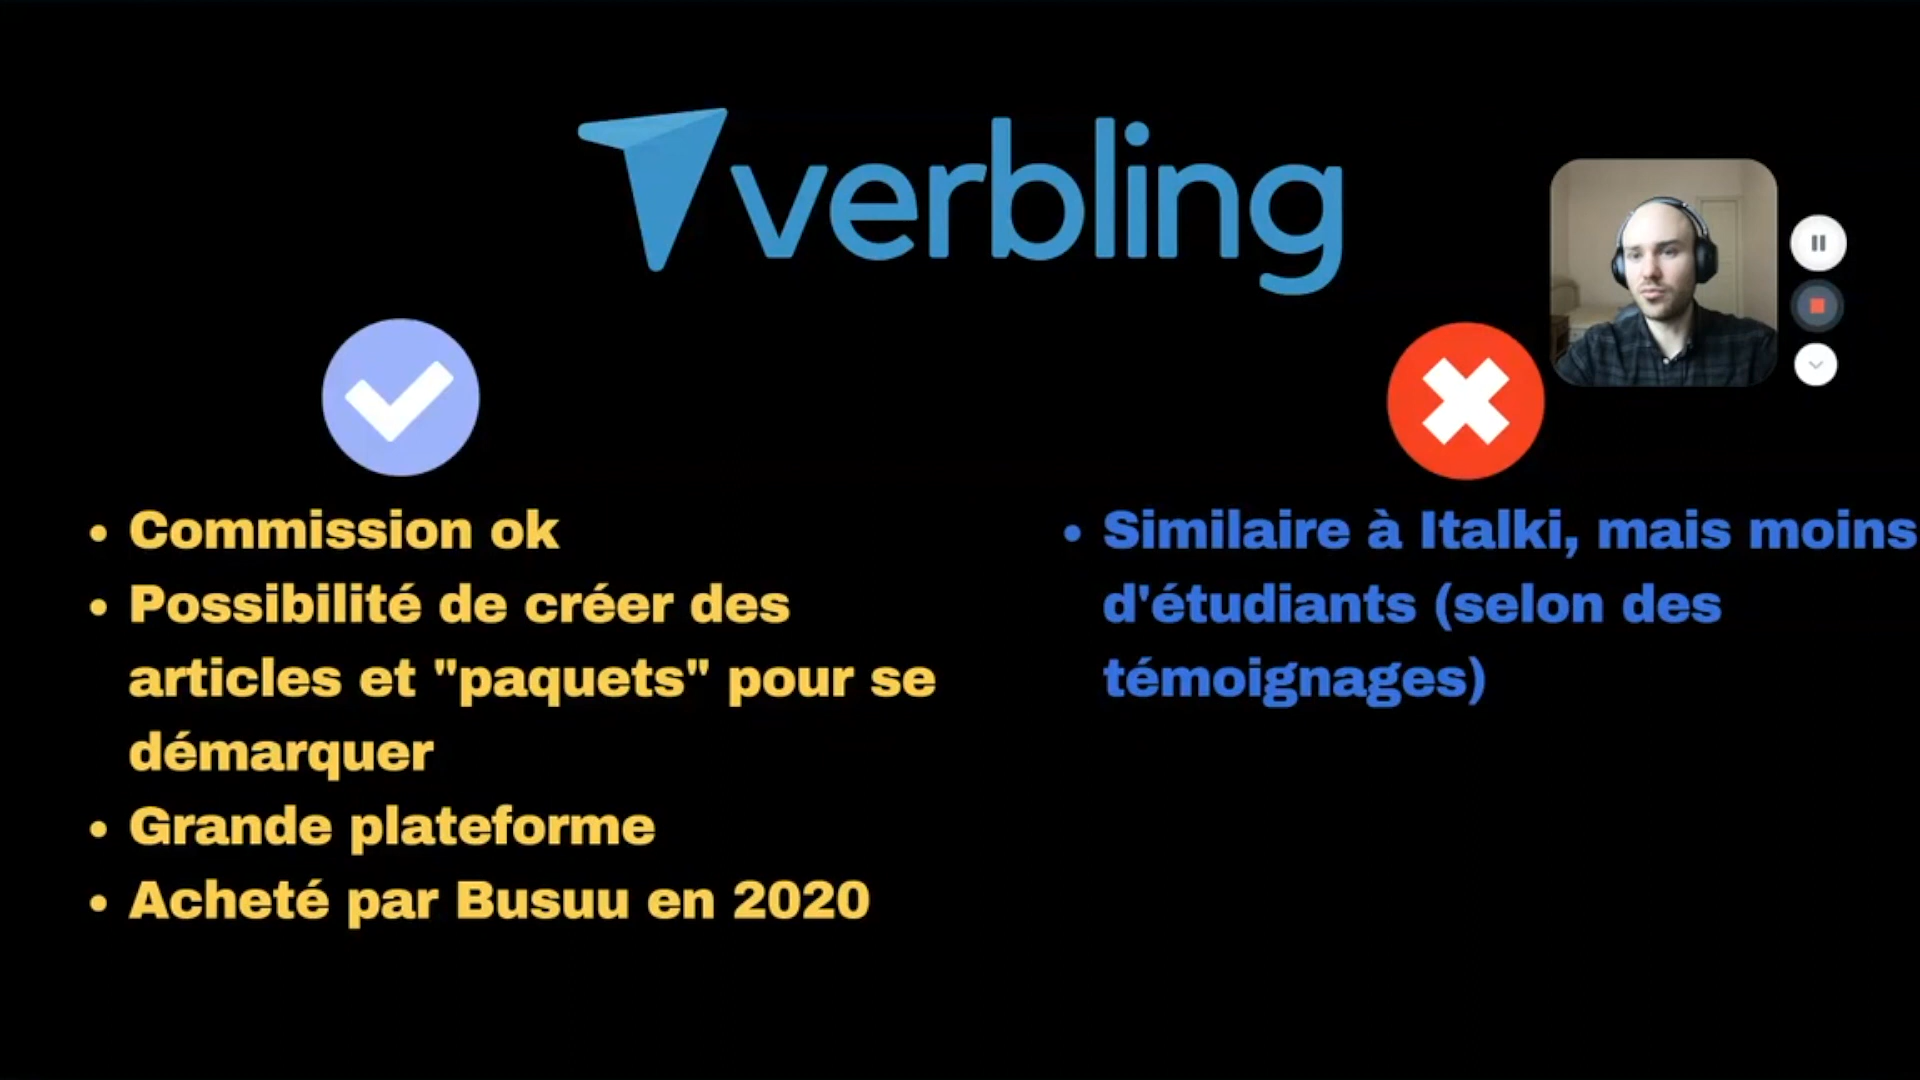 verbling
• Commission ok
• Possibilité de créer des
articles et "paquets" pour se
démarquer
• Grande plateforme
• Acheté par Busuu en 2020
• Similaire à Italki, mais moins
d'étudiants (selon des
témoignages)